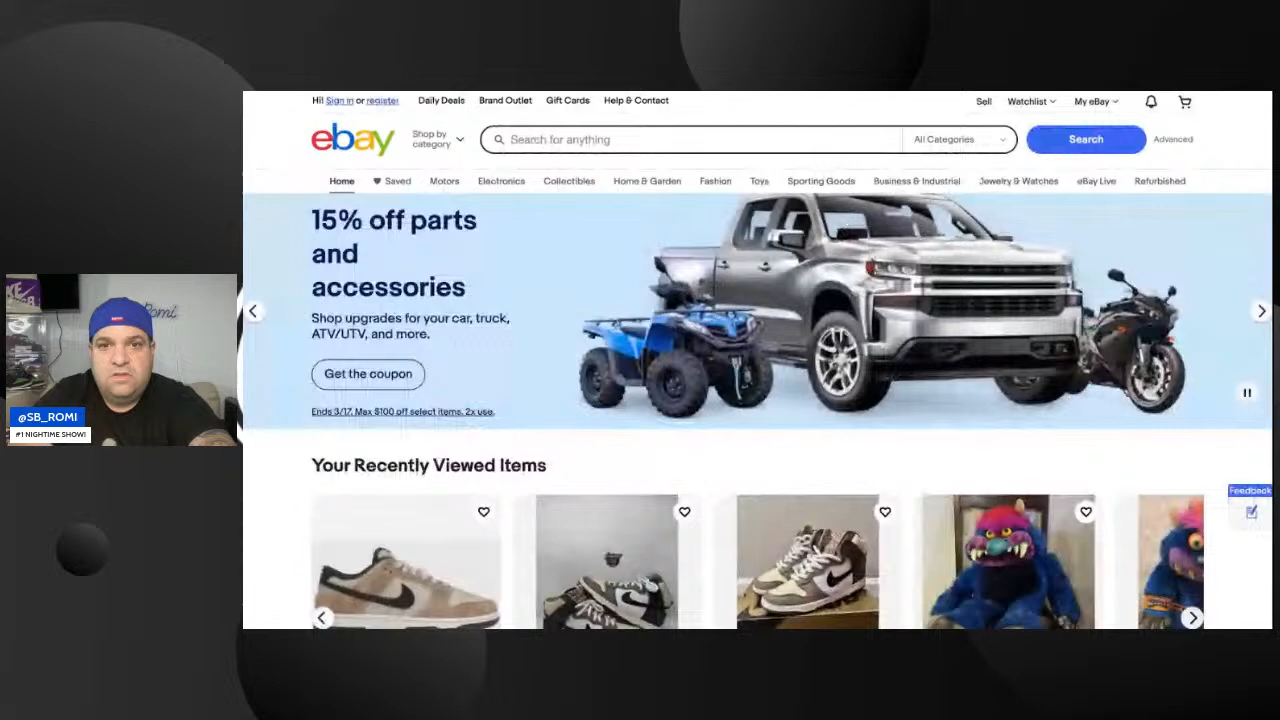 Hi! Sign in or register
Daily Deals
Brand Outlet
Gift Cards
Help & Contact
Sell
Watchlist
My eBay
ebay
Shop by
category
Search for anything
All Categories
Search
Advanced
Home
Saved
Motors
Electronics
Collectibles
Home & Garden
Fashion
Toys
Sporting Goods
Business & Industrial
Jewelry & Watches
eBay Live
Refurbished
15% off parts
and
accessories
Shop upgrades for your car, truck,
ATV/UTV, and more.
Get the coupon
Ends 3/17. Max $100 off select items. 2x use.
Romi
@SB_ROMI
#1 NIGHTIME SHOW!
Your Recently Viewed Items
Feedback